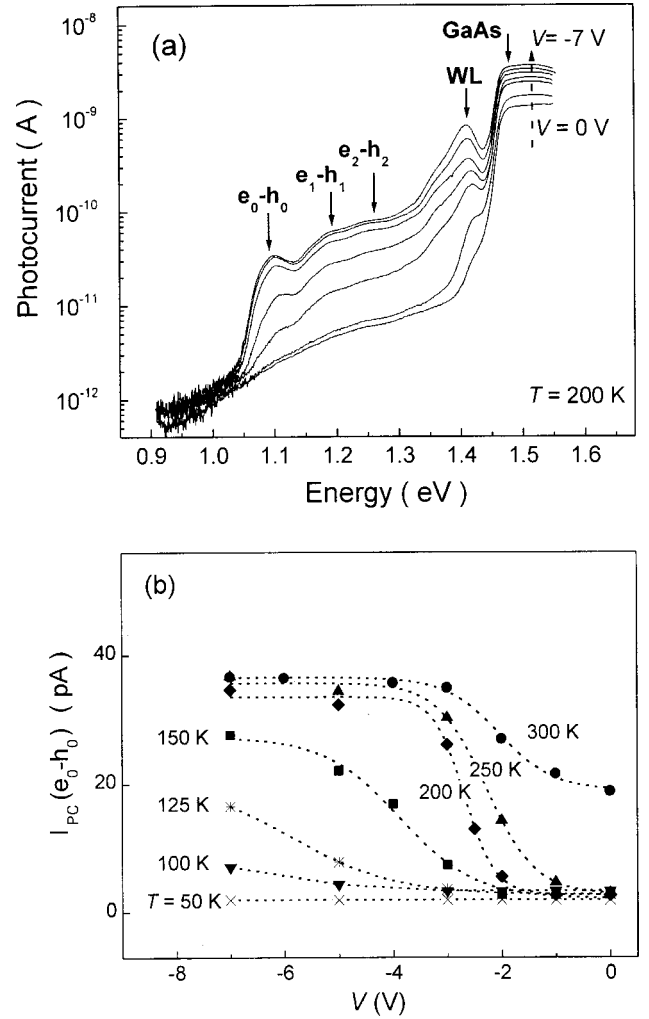 (a)
GaAs
V= -7 V
WL
V = 0 V
e₂-h₂
e₁-h₁
e₀-h₀
T = 200 K
Photocurrent ( A )
10⁻⁸
10⁻⁹
10⁻¹⁰
10⁻¹¹
10⁻¹²
0.9 1.0 1.1 1.2 1.3 1.4 1.5 1.6
Energy ( eV )
(b)
I_PC (e₀-h₀) (pA)
40
20
0
300 K
250 K
200 K
150 K
125 K
100 K
T = 50 K
-8 -6 -4 -2 0
V (V)